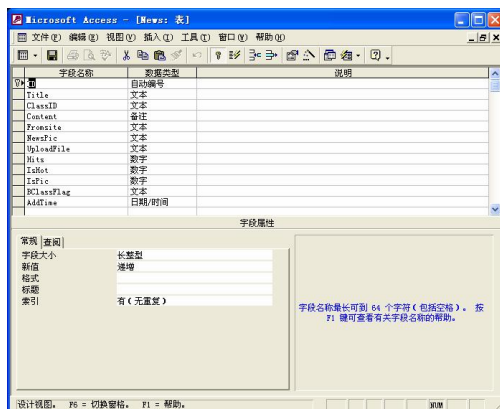 Microsoft Access - [News: 表]
文件(F) 编辑(E) 视图(V) 插入(I) 工具(T) 窗口(W) 帮助(H)
字段名称 数据类型 说明
ID 自动编号
Title 文本
ClassID 文本
Content 备注
Fromsite 文本
NewsPic 文本
UploadFile 文本
Hits 数字
IsHot 数字
IsPic 数字
BClassFlag 文本
AddTime 日期/时间
字段属性
常规 查阅
字段大小 长整型
新值 递增
格式
标题
索引 有(无重复)
字段名称最长可到 64 个字符(包括空格)。 按
F1 键可查看有关字段名称的帮助。
设计视图。 F6 = 切换窗格。 F1 = 帮助。 NUM